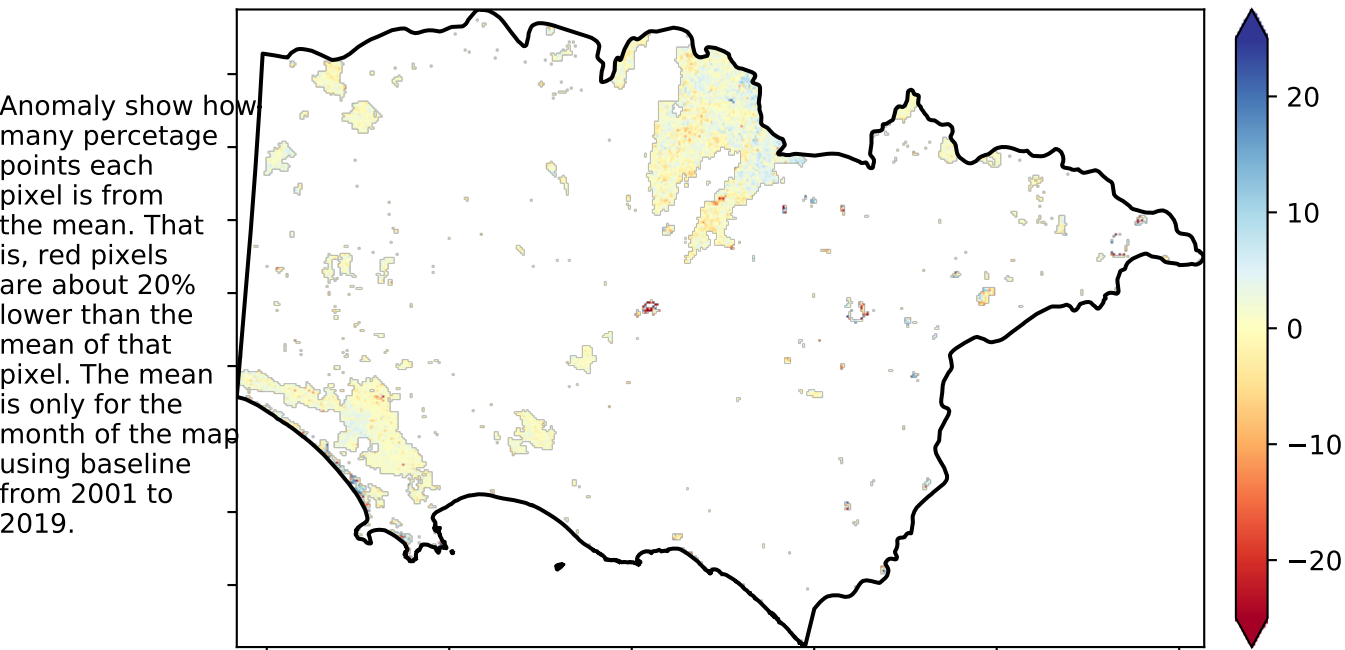 Anomaly show how
many percetage
points each
pixel is from
the mean. That
is, red pixels
are about 20%
lower than the
mean of that
pixel. The mean
is only for the
month of the map
using baseline
from 2001 to
2019.
20
10
0
−10
−20